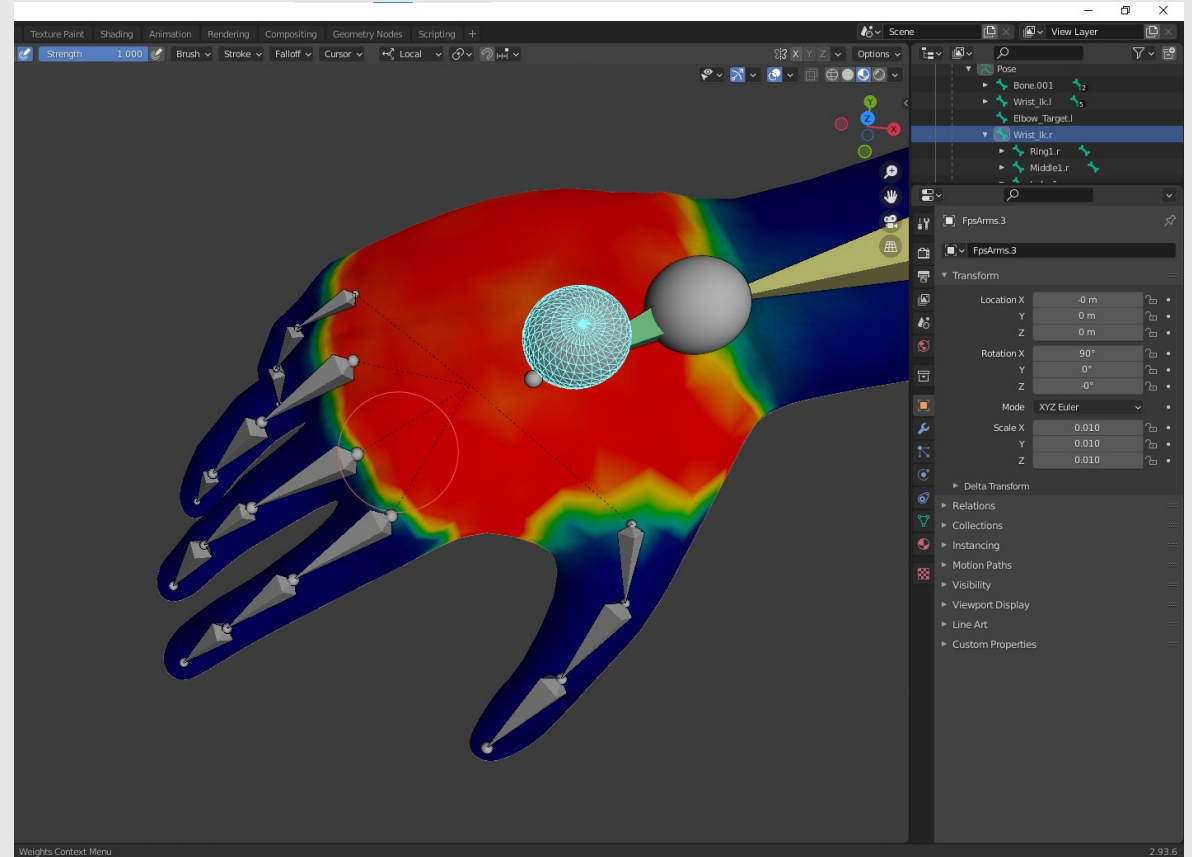 Texture Paint Shading Animation Rendering Compositing Geometry Nodes Scripting + Scene View Layer
Strength 1.000 Brush Stroke Falloff Cursor Local X Y Z Options
Pose
Bone.001 2
Wrist_Ik.l 5
Elbow_Target.l
Wrist_Ik.r
Ring1.r
Middle1.r
Y
Z
X
FpsArms.3
FpsArms.3
Transform
Location X -0 m
Y 0 m
Z 0 m
Rotation X 90°
Y 0°
Z -0°
Mode XYZ Euler
Scale X 0.010
Y 0.010
Z 0.010
Delta Transform
Relations
Collections
Instancing
Motion Paths
Visibility
Viewport Display
Line Art
Custom Properties
Weights Context Menu 2.93.6